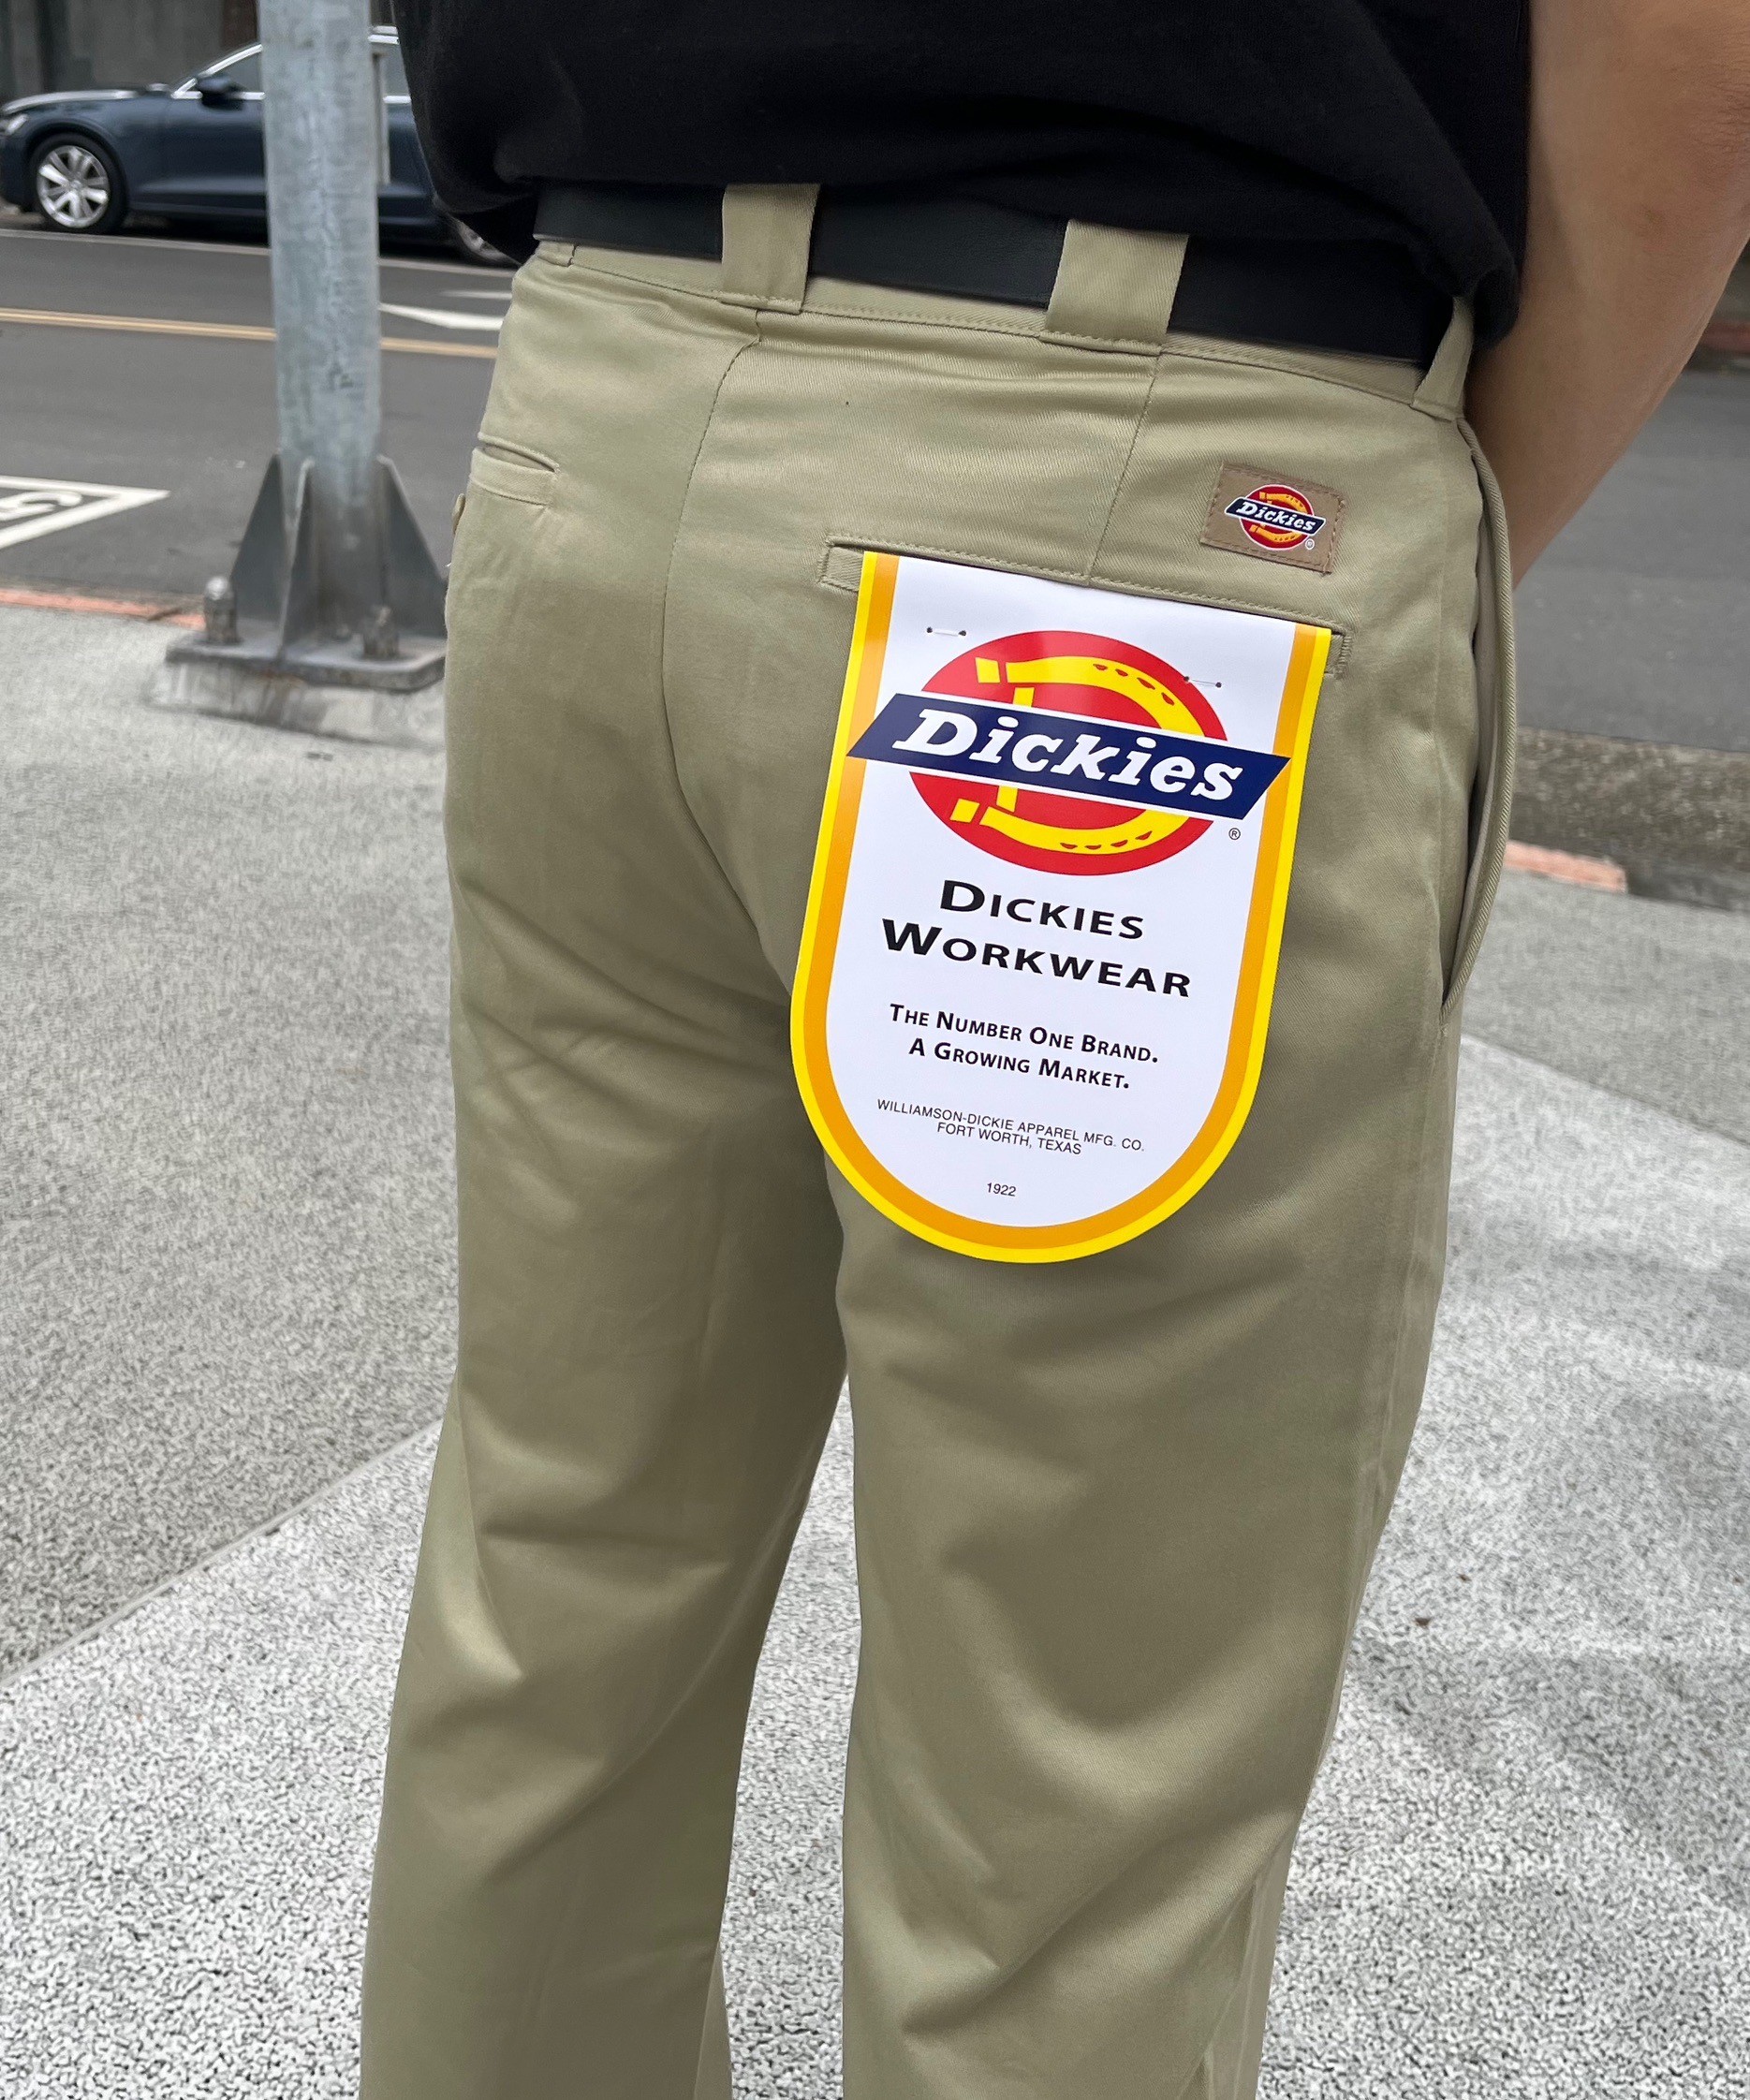 Dickies
®
Dickies
®
DICKIES
WORKWEAR
THE NUMBER ONE BRAND.
A GROWING MARKET.
WILLIAMSON-DICKIE APPAREL MFG. CO.
FORT WORTH, TEXAS
1922